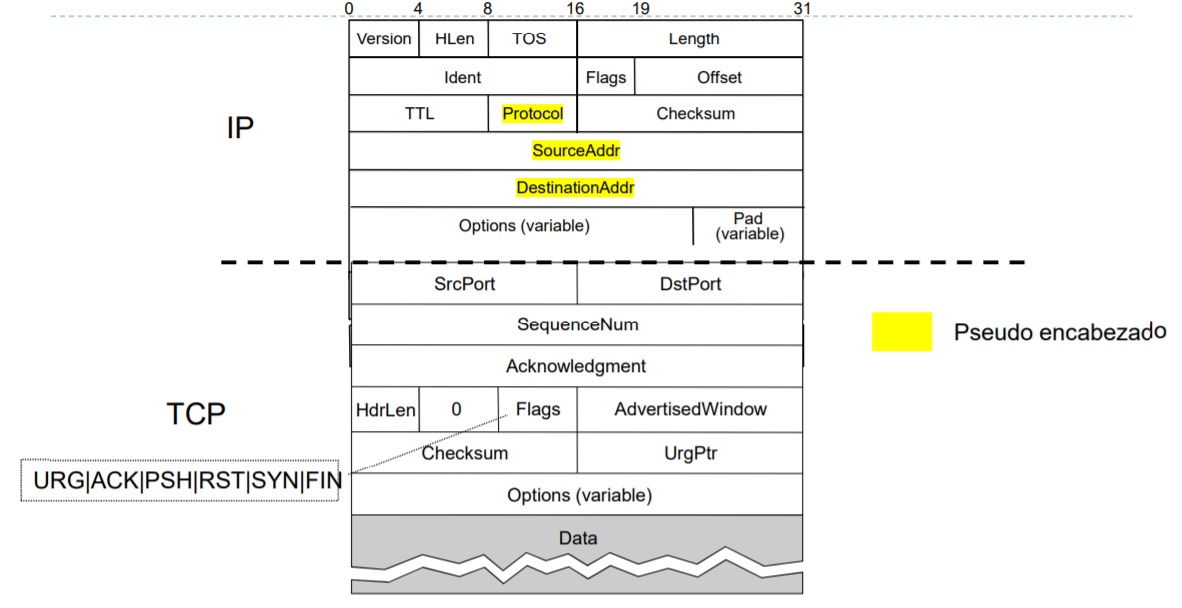 0 4 8 16 19 31
Version HLen TOS Length
Ident Flags Offset
TTL Protocol Checksum
IP
SourceAddr
DestinationAddr
Options (variable) Pad
(variable)
SrcPort DstPort
SequenceNum
Pseudo encabezado
Acknowledgment
TCP
HdrLen 0 Flags AdvertisedWindow
Checksum UrgPtr
URG|ACK|PSH|RST|SYN|FIN
Options (variable)
Data